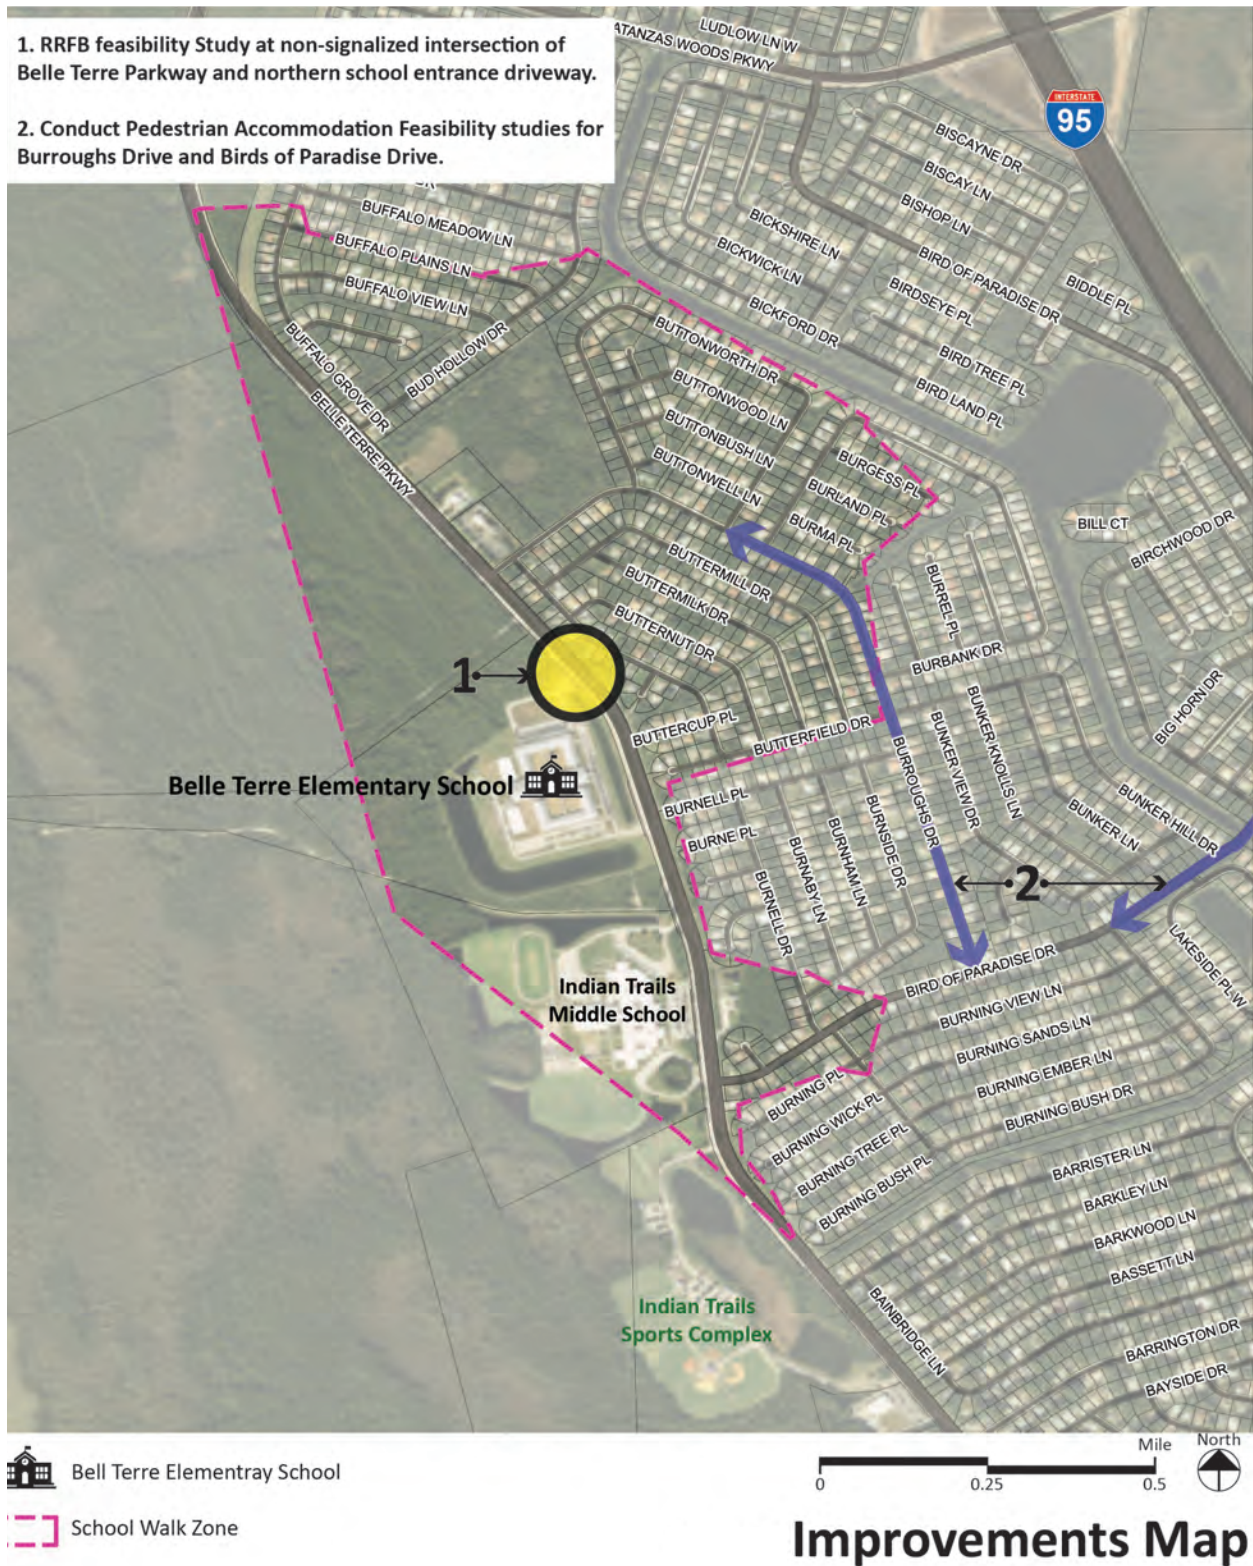 1. RRFB feasibility Study at non-signalized intersection of
Belle Terre Parkway and northern school entrance driveway.
2. Conduct Pedestrian Accommodation Feasibility studies for
Burroughs Drive and Birds of Paradise Drive.
LUDLOW LN W
ATANZAS WOODS PKWY
INTERSTATE
95
BISCAYNE DR
BISCAY LN
BISHOP LN
BICKSHIRE LN
BICKWICK LN
BIRD OF PARADISE DR
BIDDLE PL
BIRDSEYE PL
BICKFORD DR
BIRD TREE PL
BIRD LAND PL
BUFFALO MEADOW LN
BUFFALO PLAINS LN
BUFFALO VIEW LN
BUFFALO GROVE DR
BUD HOLLOW DR
BELLE TERRE PKWY
BUTTONWORTH DR
BUTTONWOOD LN
BUTTONBUSH LN
BUTTONWELL LN
BURGESS PL
BURLAND PL
BURMA PL
BILL CT
BIRCHWOOD DR
BUTTERMILL DR
BUTTERMILK DR
BUTTERNUT DR
BURREL PL
BURBANK DR
BIG HORN DR
1
BUTTERCUP PL
BUTTERFIELD DR
BURROUGHS DR
BUNKER VIEW DR
BUNKER KNOLLS LN
BUNKER LN
BUNKER HILL DR
Belle Terre Elementary School
BURNELL PL
BURNE PL
BURNELL DR
BURNABY LN
BURNHAM LN
BURNSIDE DR
2
LAKESIDE PL W
BIRD OF PARADISE DR
Indian Trails
Middle School
BURNING VIEW LN
BURNING SANDS LN
BURNING EMBER LN
BURNING BUSH DR
BURNING PL
BURNING WICK PL
BURNING TREE PL
BURNING BUSH PL
BARRISTER LN
BARKLEY LN
BARKWOOD LN
BASSETT LN
BAINBRIDGE LN
BARRINGTON DR
BAYSIDE DR
Indian Trails
Sports Complex
Bell Terre Elementray School
School Walk Zone
Mile
0
0.25
0.5
North
Improvements Map